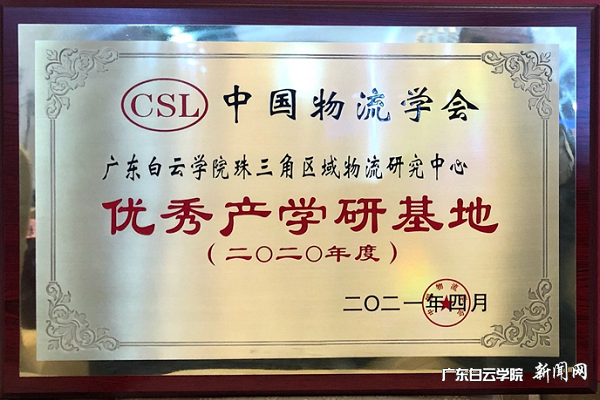 CSL 中国物流学会
广东白云学院珠三角区域物流研究中心
优秀产学研基地
（二〇二〇年度）
二〇二一年四月
广东白云学院 新闻网